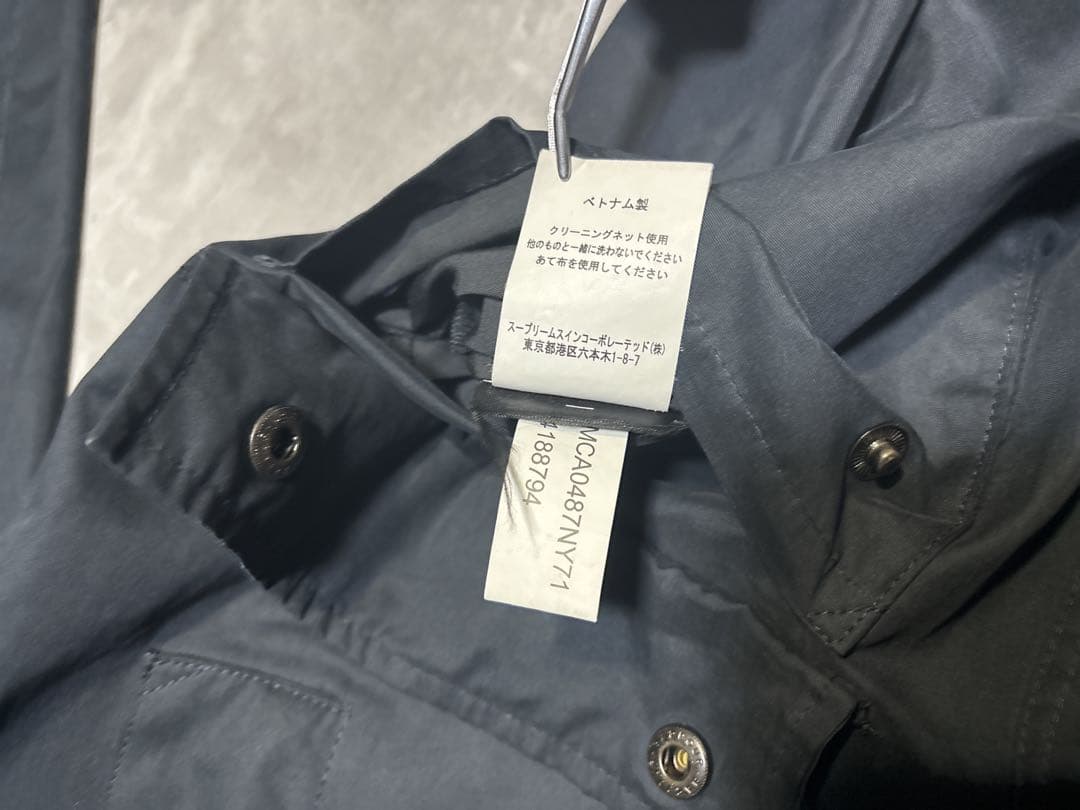 ベトナム製
クリーニングネット使用
他のものと一緒に洗わないでください
あて布を使用してください
スープリームスインコーポレーテッド(株)
東京都港区六本木1-8-7
MCA0487NY71
4188794